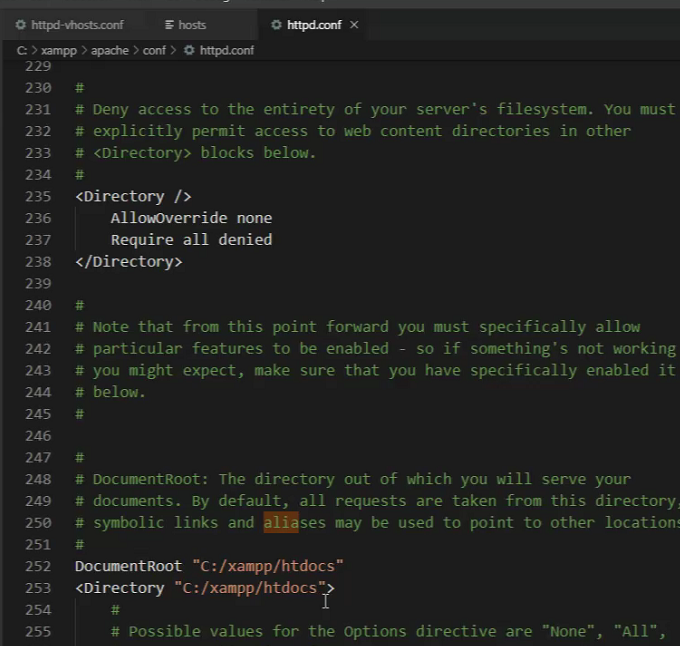 httpd-vhosts.conf hosts httpd.conf ×
C: > xampp > apache > conf > httpd.conf
229
230 #
231 # Deny access to the entirety of your server's filesystem. You must
232 # explicitly permit access to web content directories in other
233 # <Directory> blocks below.
234 #
235 <Directory />
236 AllowOverride none
237 Require all denied
238 </Directory>
239
240 #
241 # Note that from this point forward you must specifically allow
242 # particular features to be enabled - so if something's not working
243 # you might expect, make sure that you have specifically enabled it
244 # below.
245 #
246
247 #
248 # DocumentRoot: The directory out of which you will serve your
249 # documents. By default, all requests are taken from this directory,
250 # symbolic links and aliases may be used to point to other locations
251 #
252 DocumentRoot "C:/xampp/htdocs"
253 <Directory "C:/xampp/htdocs">
254 #
255 # Possible values for the Options directive are "None", "All",